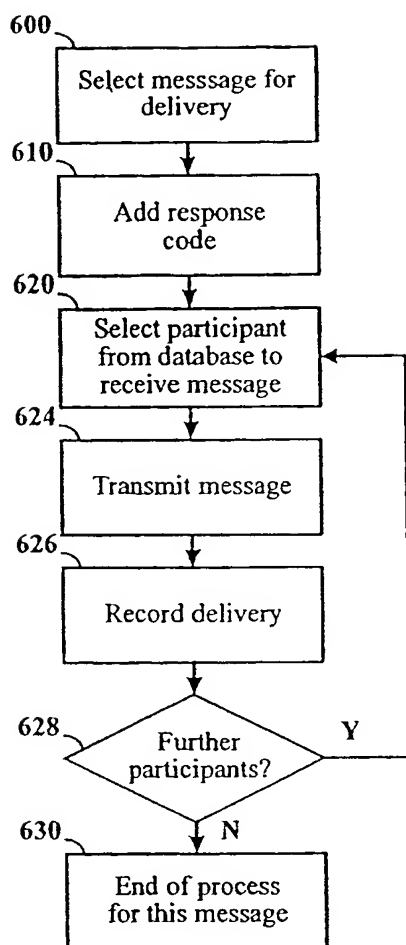 600
Select messsage for
delivery
610
Add response
code
620
Select participant
from database to
receive message
624
Transmit message
626
Record delivery
628
Further
participants?
Y
N
630
End of process
for this message